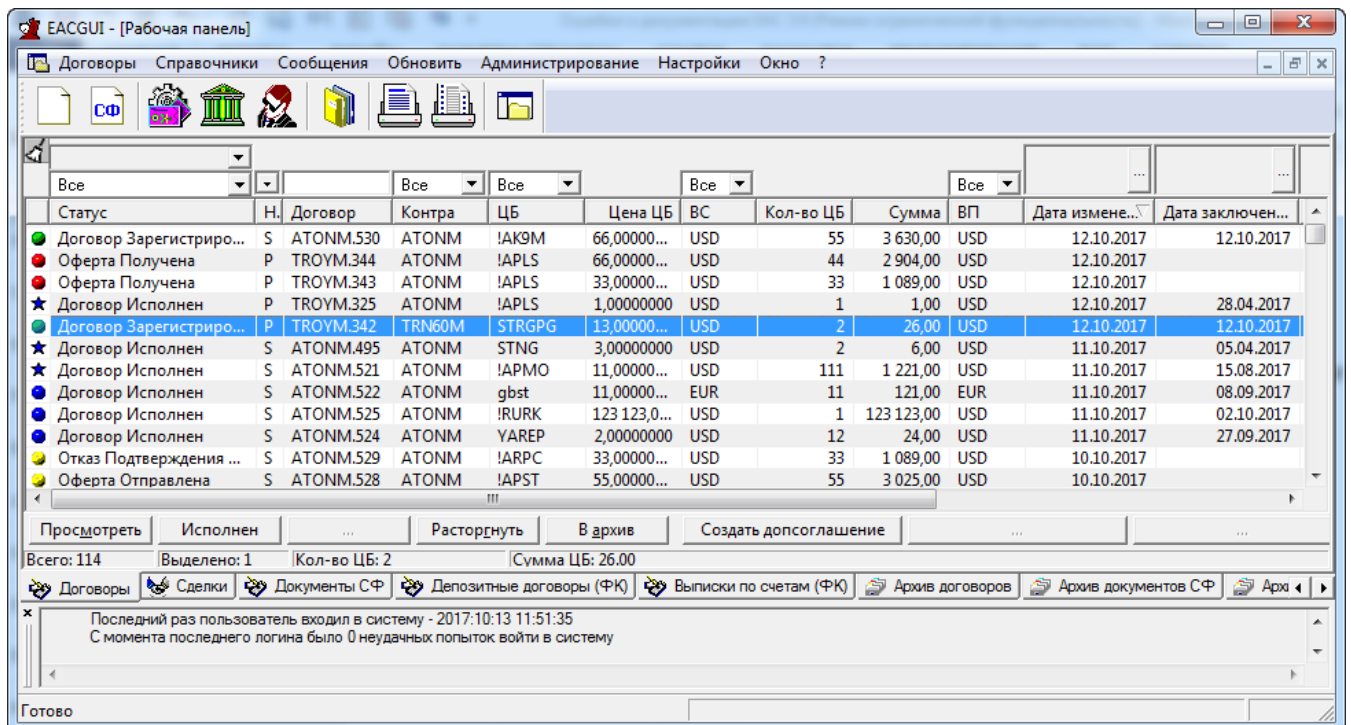 EACGUI - [Рабочая панель]
Договоры Справочники Сообщения Обновить Администрирование Настройки Окно ?
СФ
Все Все Все Все Все
Статус Н. Договор Контра ЦБ Цена ЦБ ВС Кол-во ЦБ Сумма ВП Дата измене... Дата заключен...
Договор Зарегистриро... S ATONM.530 ATONM !AK9M 66,00000... USD 55 3 630,00 USD 12.10.2017 12.10.2017
Оферта Получена P TROYM.344 ATONM !APLS 66,00000... USD 44 2 904,00 USD 12.10.2017
Оферта Получена P TROYM.343 ATONM !APLS 33,00000... USD 33 1 089,00 USD 12.10.2017
Договор Исполнен P TROYM.325 ATONM !APLS 1,00000000 USD 1 1,00 USD 12.10.2017 28.04.2017
Договор Зарегистриро... P TROYM.342 TRN60M STRGPG 13,00000... USD 2 26,00 USD 12.10.2017 12.10.2017
Договор Исполнен S ATONM.495 ATONM STNG 3,00000000 USD 2 6,00 USD 11.10.2017 05.04.2017
Договор Исполнен S ATONM.521 ATONM !APMO 11,00000... USD 111 1 221,00 USD 11.10.2017 15.08.2017
Договор Исполнен S ATONM.522 ATONM gbst 11,00000... EUR 11 121,00 EUR 11.10.2017 08.09.2017
Договор Исполнен S ATONM.525 ATONM !RURK 123 123,0... USD 1 123 123,00 USD 11.10.2017 02.10.2017
Договор Исполнен S ATONM.524 ATONM YAREP 2,00000000 USD 12 24,00 USD 11.10.2017 27.09.2017
Отказ Подтверждения ... S ATONM.529 ATONM !ARPC 33,00000... USD 33 1 089,00 USD 10.10.2017
Оферта Отправлена S ATONM.528 ATONM !APST 55,00000... USD 55 3 025,00 USD 10.10.2017
Просмотреть Исполнен ... Расторгнуть В архив Создать допсоглашение ... ...
Всего: 114 Выделено: 1 Кол-во ЦБ: 2 Сумма ЦБ: 26.00
Договоры Сделки Документы СФ Депозитные договоры (ФК) Выписки по счетам (ФК) Архив договоров Архив документов СФ Архи
Последний раз пользователь входил в систему - 2017:10:13 11:51:35
С момента последнего логина было 0 неудачных попыток войти в систему
Готово